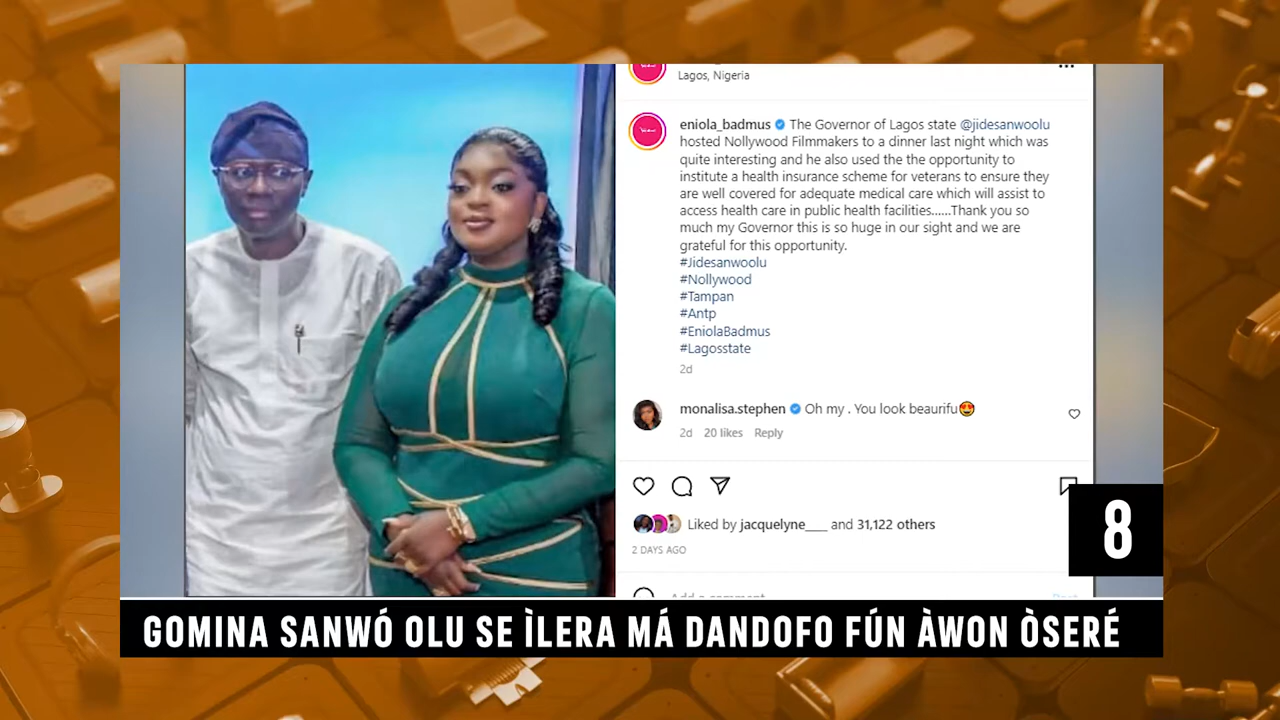 Lagos, Nigeria
eniola_badmus The Governor of Lagos state @jidesanwoolu
hosted Nollywood Filmmakers to a dinner last night which was
quite interesting and he also used the the opportunity to
institute a health insurance scheme for veterans to ensure they
are well covered for adequate medical care which will assist to
access health care in public health facilities......Thank you so
much my Governor this is so huge in our sight and we are
grateful for this opportunity.
#Jidesanwoolu
#Nollywood
#Tampan
#Antp
#EniolaBadmus
#Lagosstate
2d
monalisa.stephen Oh my . You look beaurifu😍
2d 20 likes Reply
Liked by jacquelyne___ and 31,122 others
2 DAYS AGO
8
GOMINA SANWÓ OLU SE ÌLERA MÁ DANDOFO FÚN ÀWON ÒSERÉ